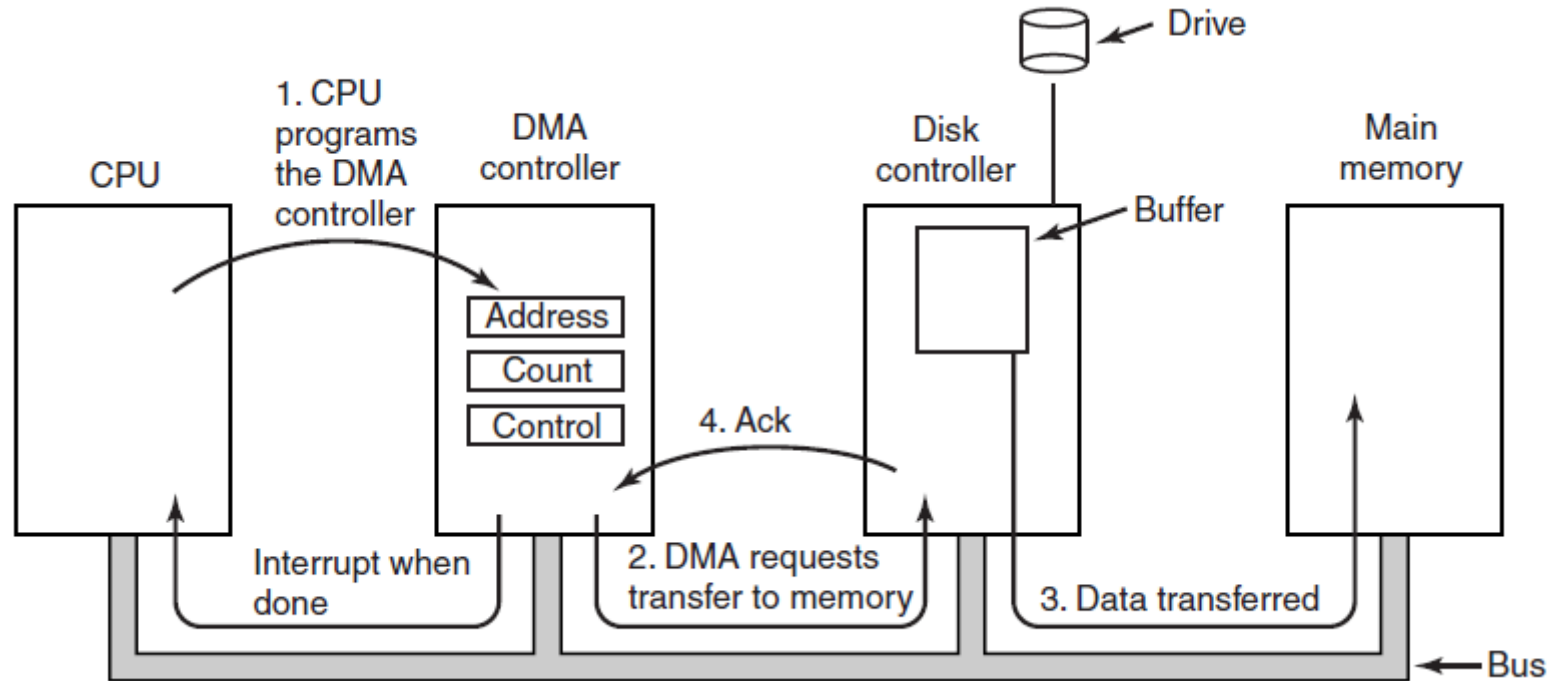 Drive
1. CPU
programs
the DMA
controller
CPU
DMA
controller
Disk
controller
Main
memory
Buffer
Address
Count
Control
4. Ack
Interrupt when
done
2. DMA requests
transfer to memory
3. Data transferred
Bus